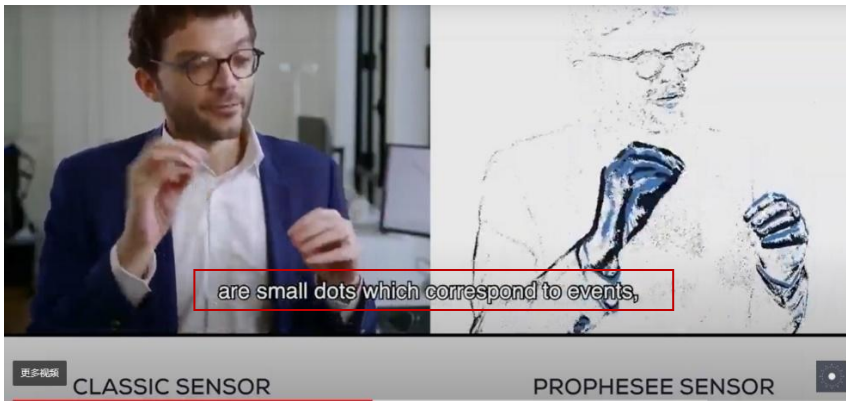 are small dots which correspond to events,
更多视频
CLASSIC SENSOR
PROPHESEE SENSOR